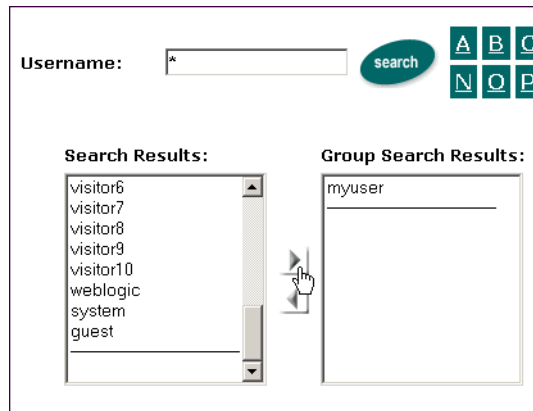 Username: * search A B C
N O P
Search Results: Group Search Results:
visitor6 myuser
visitor7
visitor8
visitor9
visitor10
weblogic
system
guest